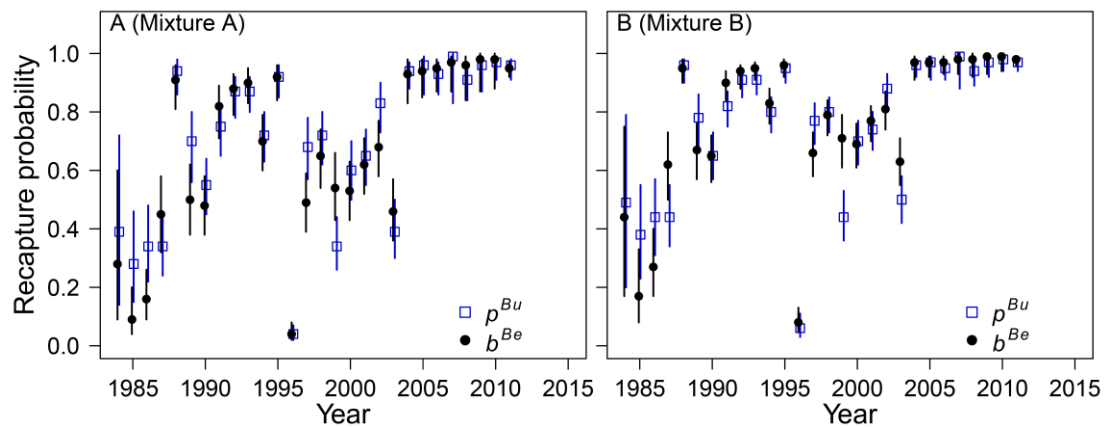 A (Mixture A)
B (Mixture B)
Recapture probability
1.0
0.8
0.6
0.4
0.2
0.0
p^Bu
b^Be
p^Bu
b^Be
1985 1990 1995 2000 2005 2010 2015
1985 1990 1995 2000 2005 2010 2015
Year
Year